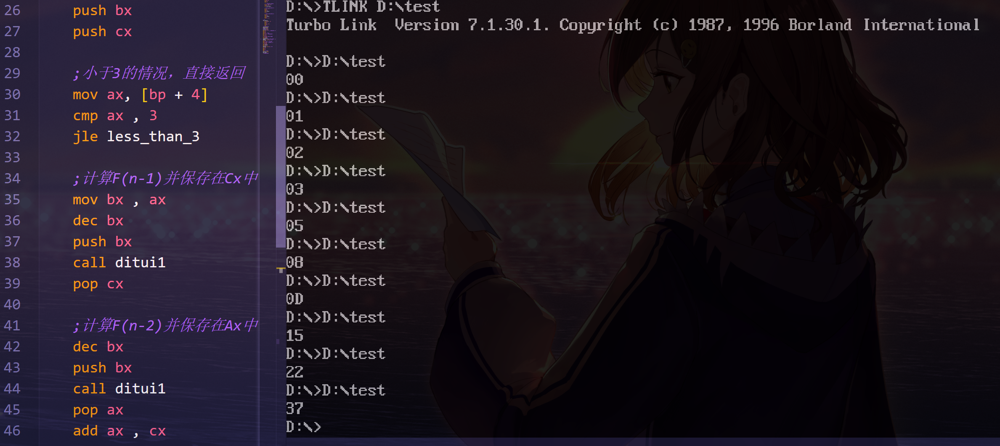 26 push bx
27 push cx
28
29 ;小于3的情况，直接返回
30 mov ax, [bp + 4]
31 cmp ax , 3
32 jle less_than_3
33
34 ;计算F(n-1)并保存在Cx中
35 mov bx , ax
36 dec bx
37 push bx
38 call ditui1
39 pop cx
40
41 ;计算F(n-2)并保存在Ax中
42 dec bx
43 push bx
44 call ditui1
45 pop ax
46 add ax , cx
D:\>TLINK D:\test
Turbo Link  Version 7.1.30.1. Copyright (c) 1987, 1996 Borland International
D:\>D:\test
00
D:\>D:\test
01
D:\>D:\test
02
D:\>D:\test
03
D:\>D:\test
05
D:\>D:\test
08
D:\>D:\test
0D
D:\>D:\test
15
D:\>D:\test
22
D:\>D:\test
37
D:\>